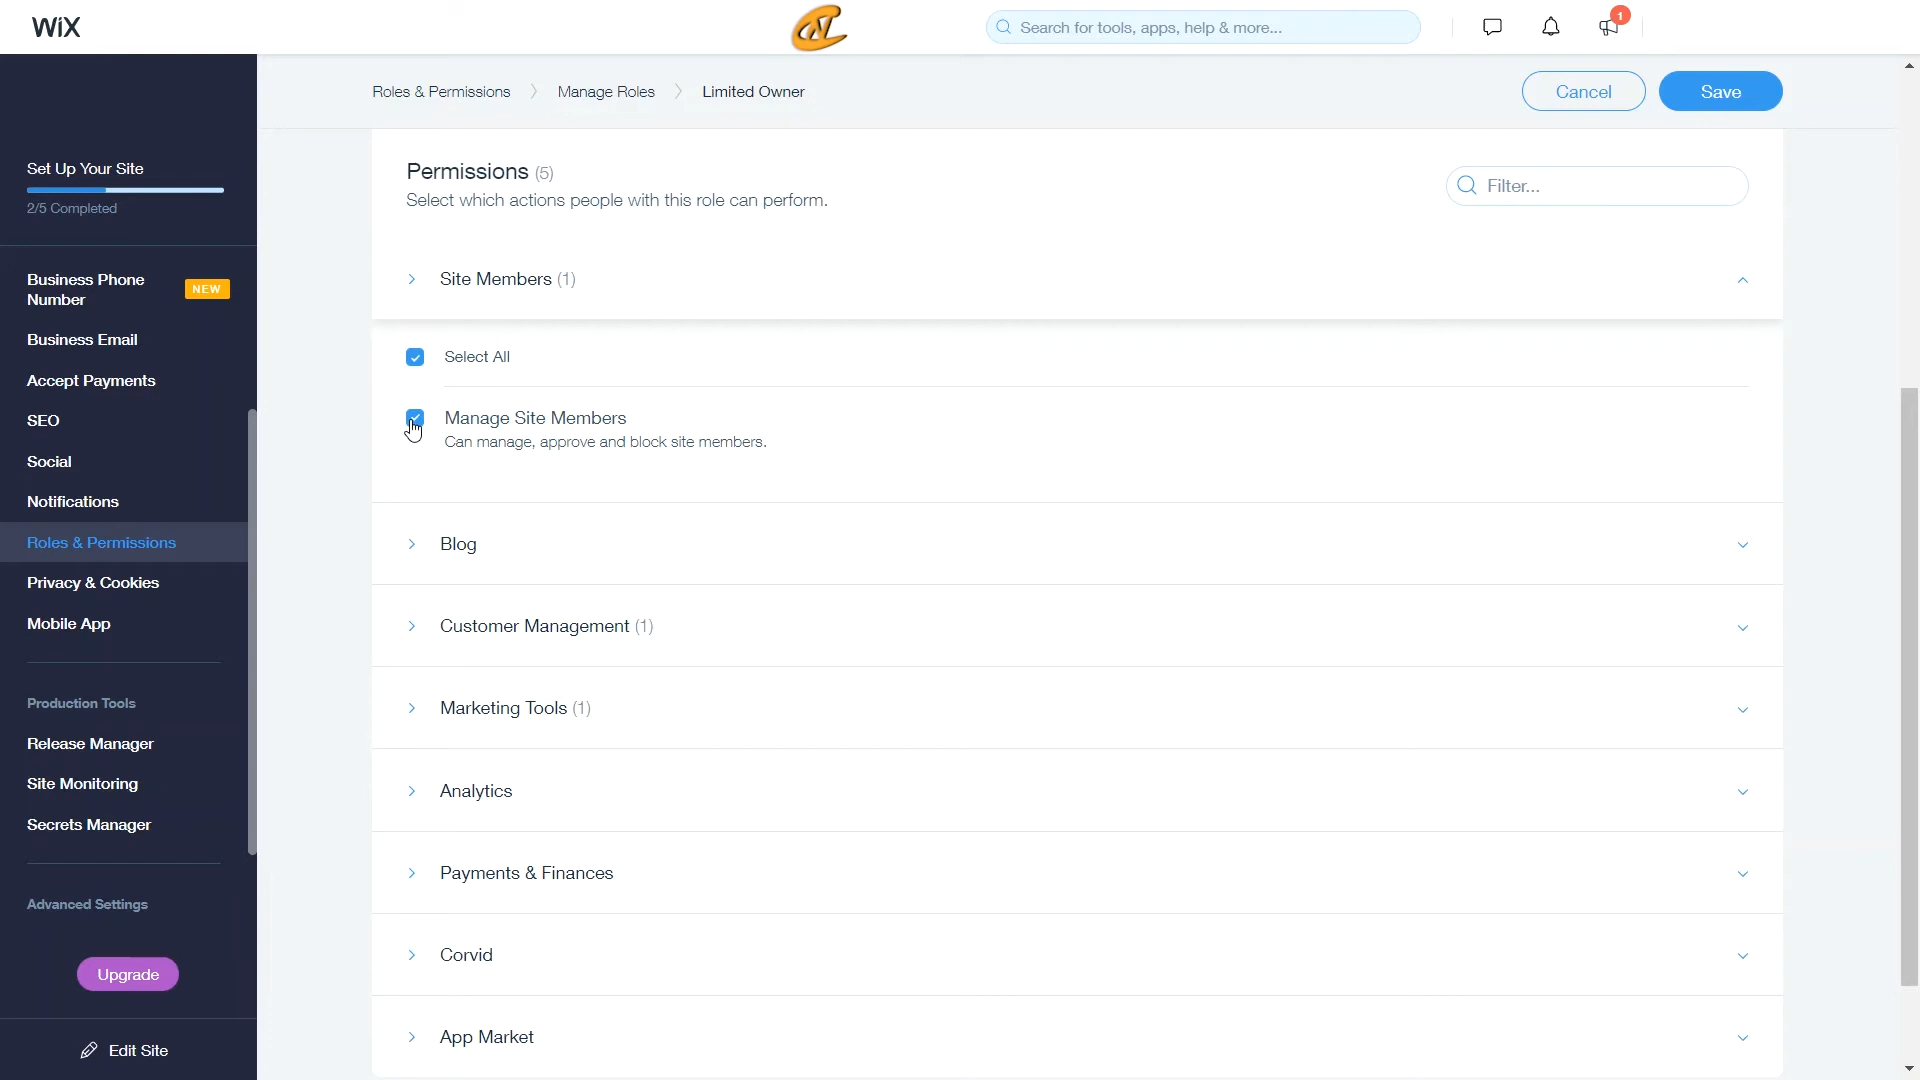 WiX
Search for tools, apps, help & more...
1
Roles & Permissions
Manage Roles
Limited Owner
Cancel
Save
Set Up Your Site
2/5 Completed
Business Phone
Number
NEW
Business Email
Accept Payments
SEO
Social
Notifications
Roles & Permissions
Privacy & Cookies
Mobile App
Production Tools
Release Manager
Site Monitoring
Secrets Manager
Advanced Settings
Upgrade
Edit Site
Permissions (5)
Select which actions people with this role can perform.
Filter...
Site Members (1)
Select All
Manage Site Members
Can manage, approve and block site members.
Blog
Customer Management (1)
Marketing Tools (1)
Analytics
Payments & Finances
Corvid
App Market